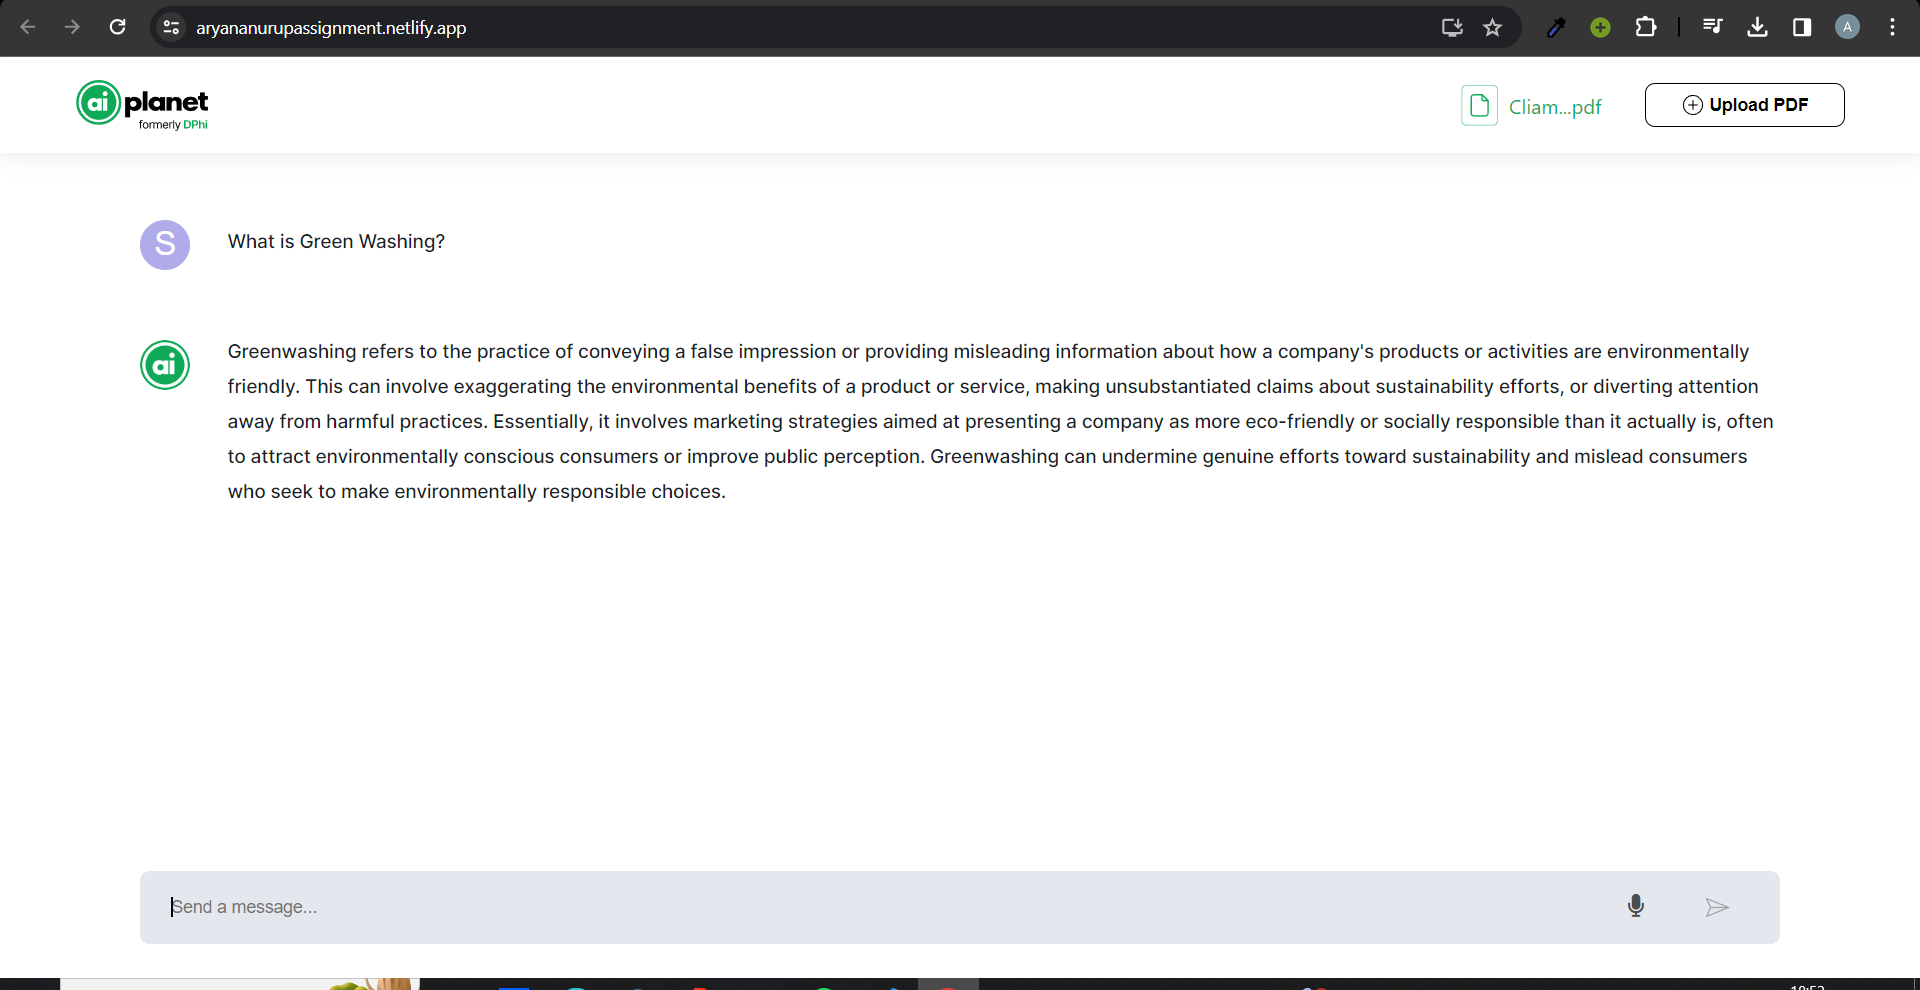 aryananurupassignment.netlify.app
A
ai planet
formerly DPhi
Cliam...pdf
Upload PDF
S
What is Green Washing?
ai
Greenwashing refers to the practice of conveying a false impression or providing misleading information about how a company's products or activities are environmentally
friendly. This can involve exaggerating the environmental benefits of a product or service, making unsubstantiated claims about sustainability efforts, or diverting attention
away from harmful practices. Essentially, it involves marketing strategies aimed at presenting a company as more eco-friendly or socially responsible than it actually is, often
to attract environmentally conscious consumers or improve public perception. Greenwashing can undermine genuine efforts toward sustainability and mislead consumers
who seek to make environmentally responsible choices.
Send a message...